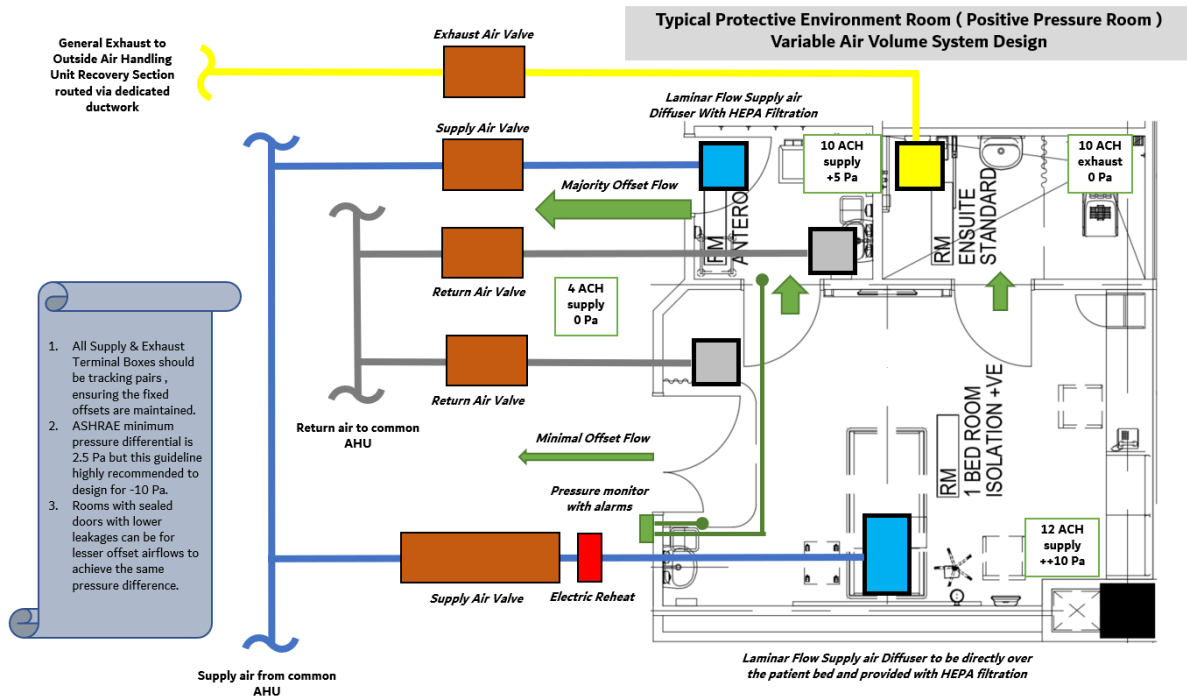 Typical Protective Environment Room ( Positive Pressure Room )
Variable Air Volume System Design
General Exhaust to
Outside Air Handling
Unit Recovery Section
routed via dedicated
ductwork
Exhaust Air Valve
Supply Air Valve
Laminar Flow Supply air
Diffuser With HEPA Filtration
10 ACH
supply
+5 Pa
10 ACH
exhaust
0 Pa
Majority Offset Flow
RM
ANTERO
RM
ENSUITE
STANDARD
Return Air Valve
4 ACH
supply
0 Pa
Return Air Valve
Return air to common
AHU
1. All Supply & Exhaust
Terminal Boxes should
be tracking pairs ,
ensuring the fixed
offsets are maintained.
2. ASHRAE minimum
pressure differential is
2.5 Pa but this guideline
highly recommended to
design for -10 Pa.
3. Rooms with sealed
doors with lower
leakages can be for
lesser offset airflows to
achieve the same
pressure difference.
Minimal Offset Flow
RM
1 BED ROOM
ISOLATION +VE
Pressure monitor
with alarms
12 ACH
supply
++10 Pa
Supply Air Valve
Electric Reheat
Supply air from common
AHU
Laminar Flow Supply air Diffuser to be directly over
the patient bed and provided with HEPA filtration